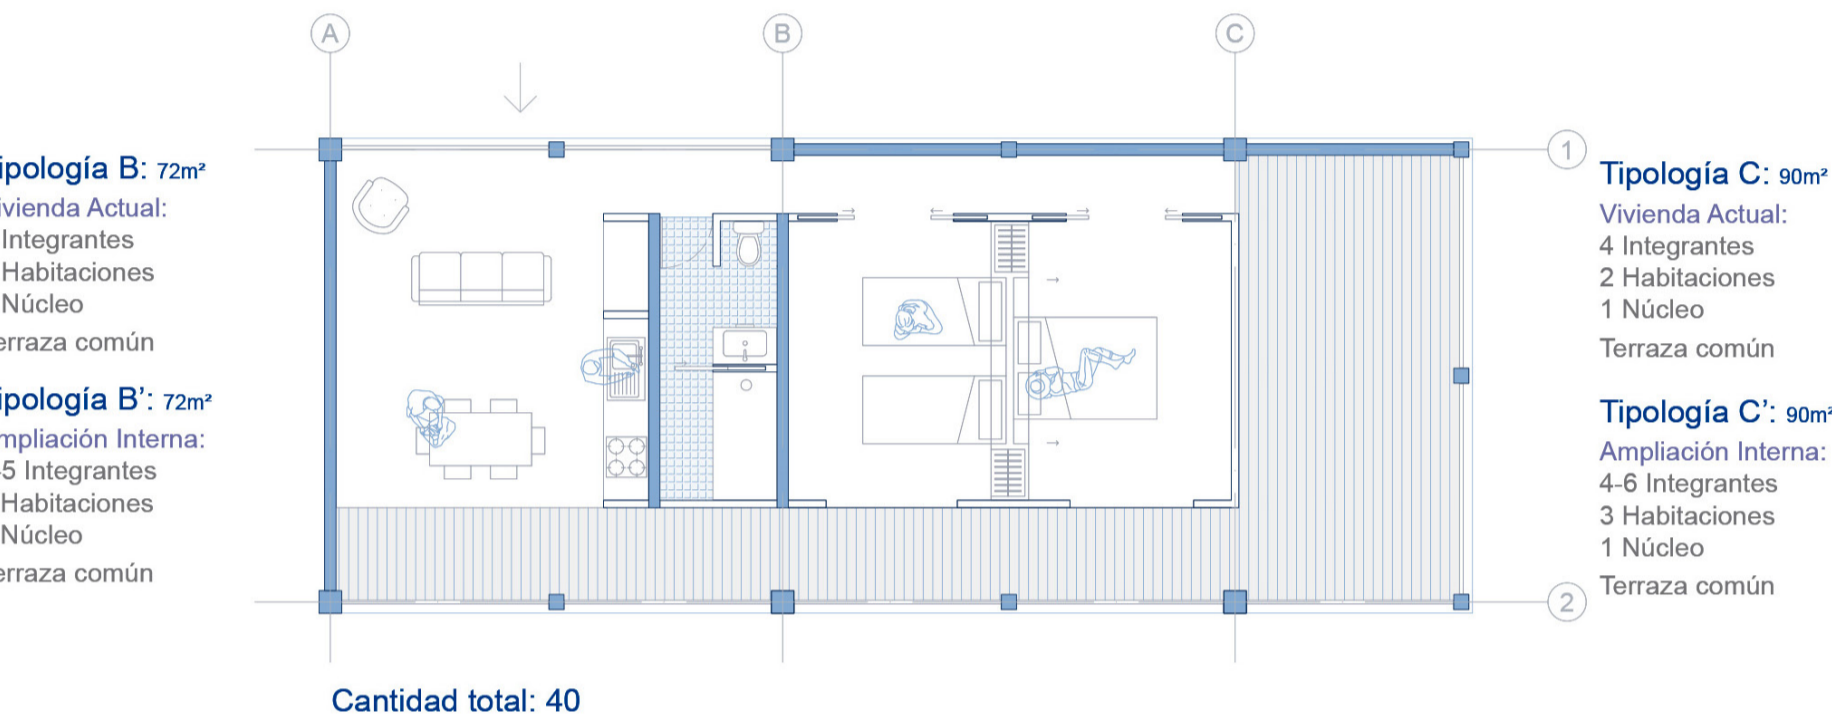 A
B
C
1
2
ipología B: 72m²
ivienda Actual:
Integrantes
Habitaciones
Núcleo
erraza común
ipología B’: 72m²
mpliación Interna:
-5 Integrantes
Habitaciones
Núcleo
erraza común
Tipología C: 90m²
Vivienda Actual:
4 Integrantes
2 Habitaciones
1 Núcleo
Terraza común
Tipología C’: 90m²
Ampliación Interna:
4-6 Integrantes
3 Habitaciones
1 Núcleo
Terraza común
Cantidad total: 40